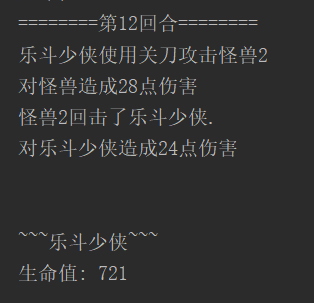 ========第12回合========
乐斗少侠使用关刀攻击怪兽2
对怪兽造成28点伤害
怪兽2回击了乐斗少侠.
对乐斗少侠造成24点伤害
~~~乐斗少侠~~~
生命值: 721